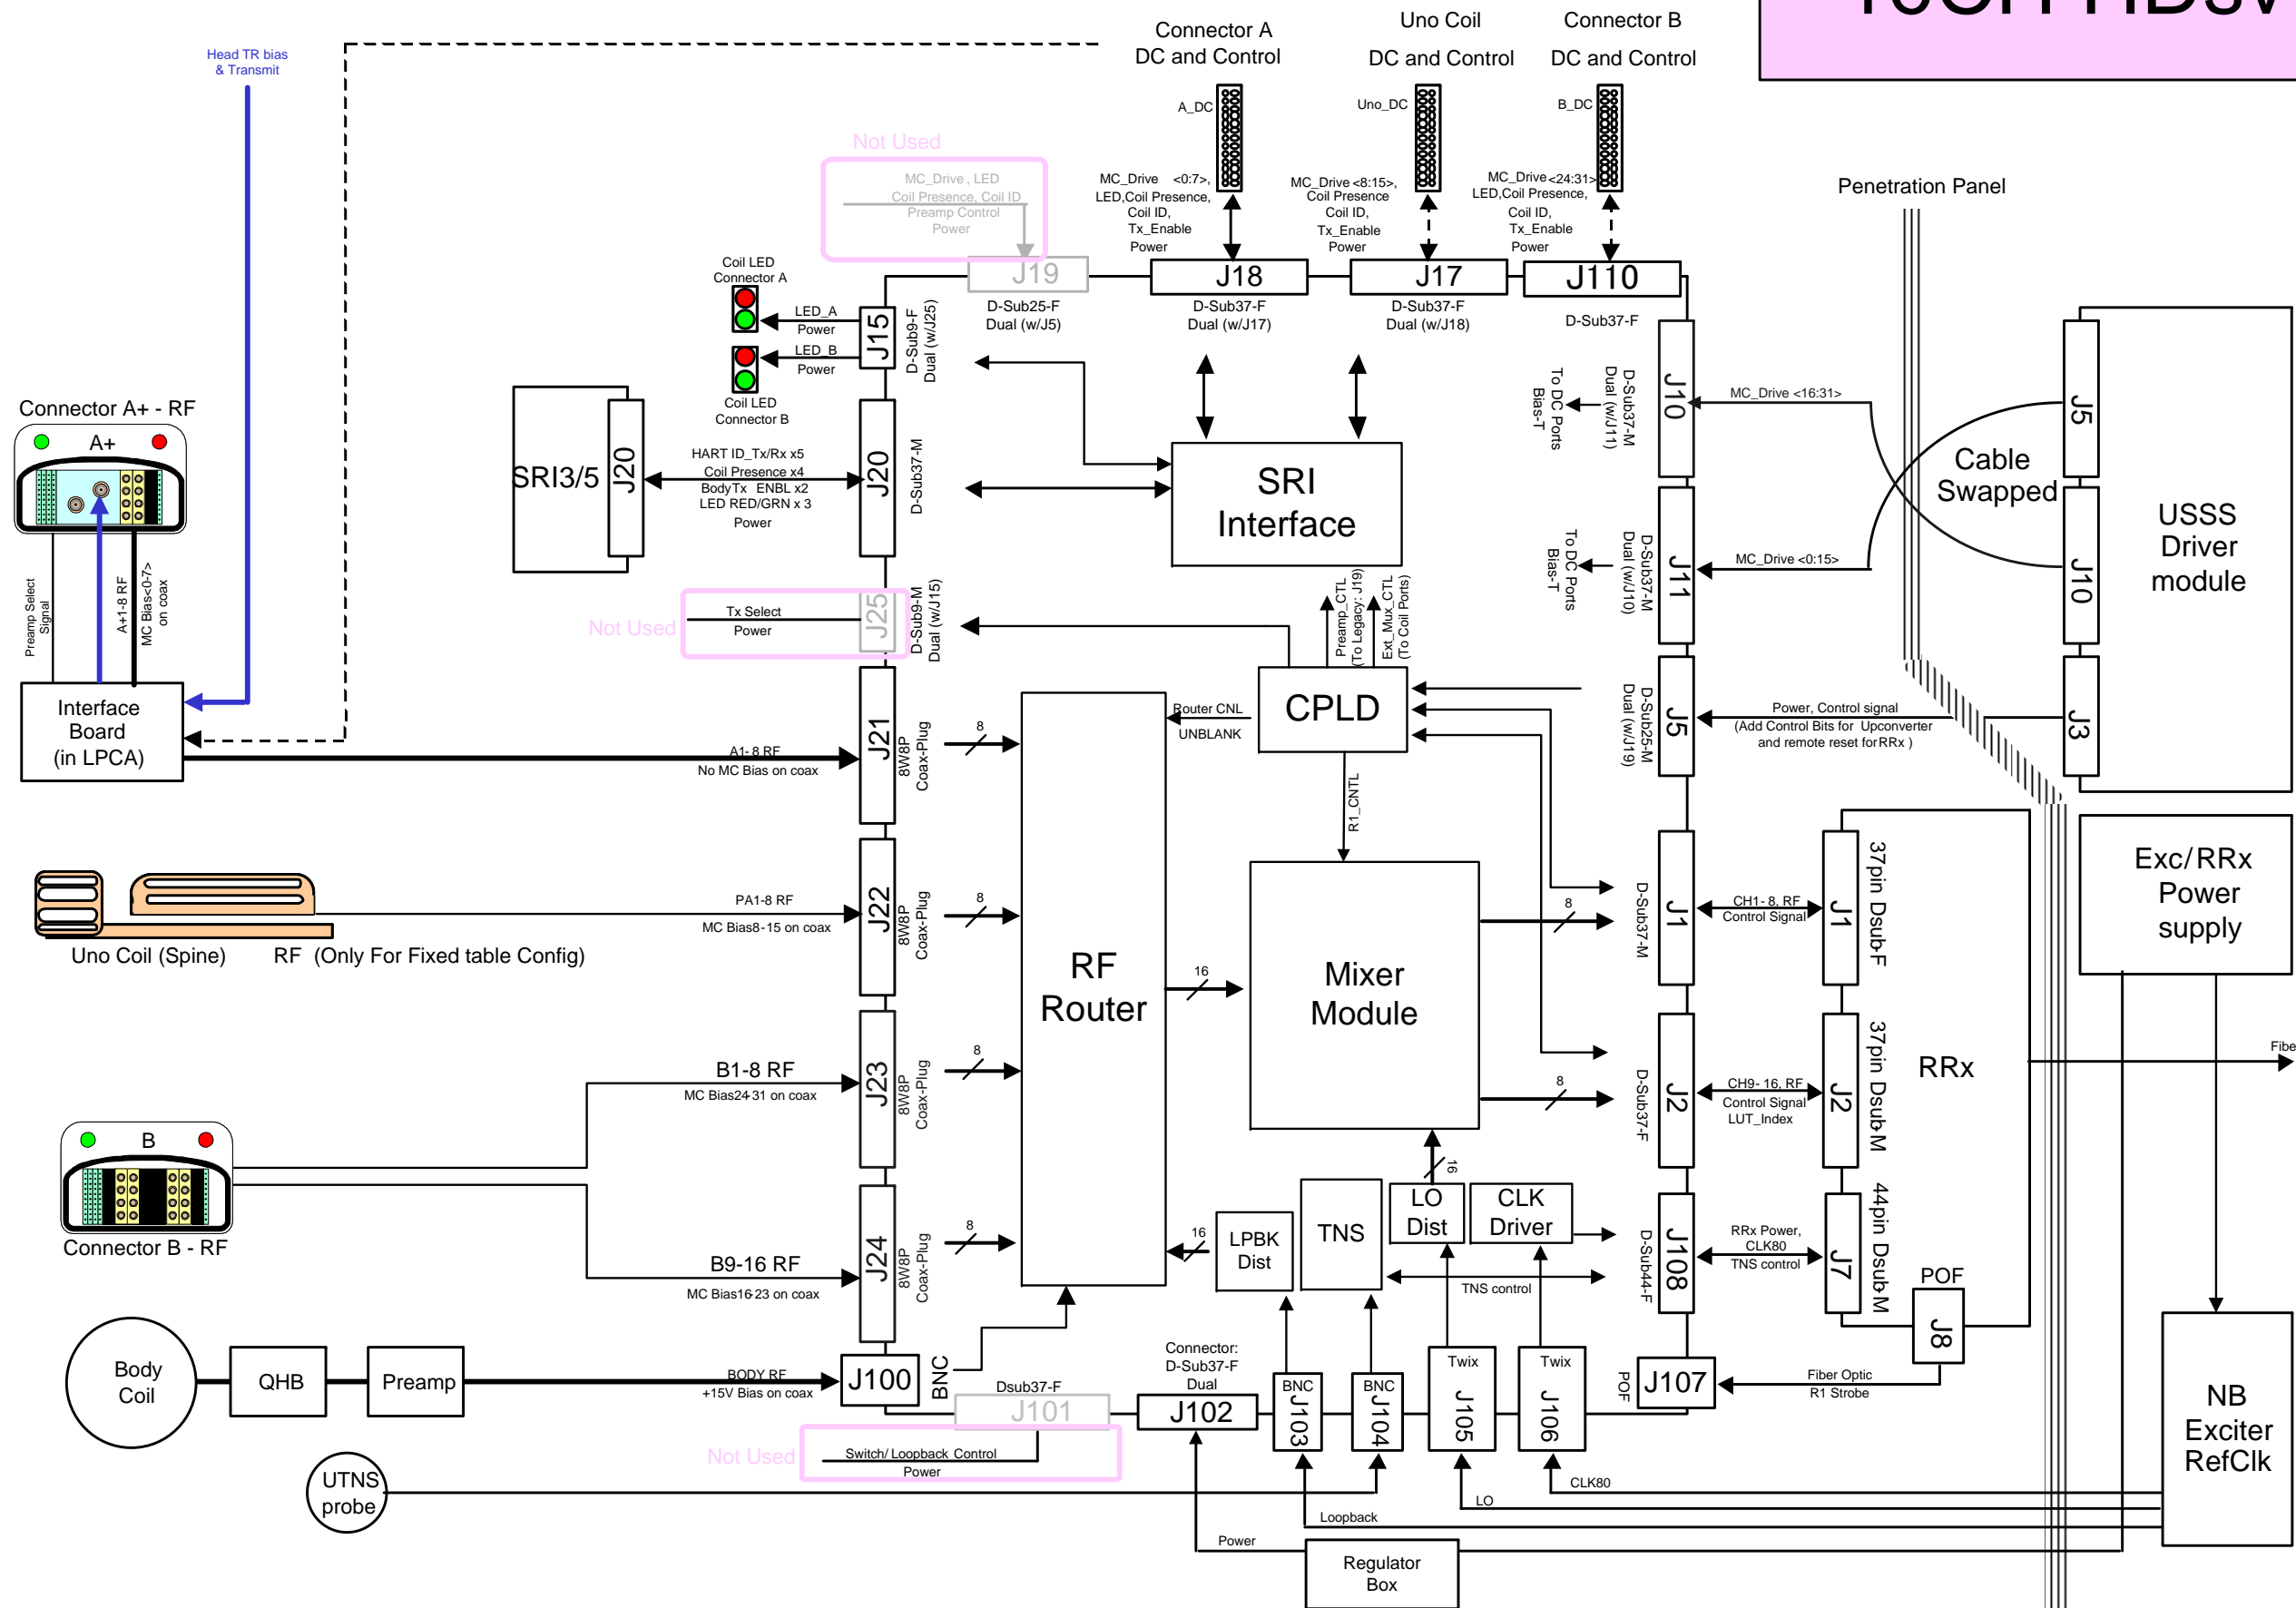 Head TR bias
& Transmit
Connector A
DC and Control
Uno Coil
DC and Control
Connector B
DC and Control
A_DC
Uno_DC
B_DC
Not Used
MC_Drive , LED
Coil Presence, Coil ID
Preamp Control
Power
MC_Drive <0:7>,
LED,Coil Presence,
Coil ID,
Tx_Enable
Power
MC_Drive <8:15>,
Coil Presence
Coil ID,
Tx_Enable
Power
MC_Drive <24:31>
LED,Coil Presence,
Coil ID,
Tx_Enable
Power
Penetration Panel
J19
J18
J17
J110
D-Sub25-F
Dual (w/J5)
D-Sub37-F
Dual (w/J17)
D-Sub37-F
Dual (w/J18)
D-Sub37-F
Coil LED
Connector A
LED_A
Power
LED_B
Power
Coil LED
Connector B
J15
D-Sub9-F
Dual (w/J25)
SRI3/5
J20
HART ID_Tx/Rx x5
Coil Presence x4
BodyTx ENBL x2
LED RED/GRN x 3
Power
J20
D-Sub37-M
SRI
Interface
To DC Ports
Bias-T
D-Sub37-M
Dual (w/J11)
J10
MC_Drive <16:31>
Cable
Swapped
J5
USSS
Driver
module
To DC Ports
Bias-T
D-Sub37-M
Dual (w/J10)
J11
MC_Drive <0:15>
J10
Connector A+ - RF
A+
Preamp Select
Signal
A+1-8 RF
MC Bias<0-7>
on coax
Interface
Board
(in LPCA)
Not Used
Tx Select
Power
J25
D-Sub9-M
Dual (w/J15)
Preamp_CTL
(To Legacy: J19)
Ext_Mux_CTL
(To Coil Ports)
CPLD
Router CNL
UNBLANK
R1_CNTL
D-Sub25-M
Dual (w/J19)
J5
Power, Control signal
(Add Control Bits for Upconverter
and remote reset for RRx )
J3
A1-8 RF
No MC Bias on coax
J21
8W8P
Coax-Plug
8
Uno Coil (Spine)
RF (Only For Fixed table Config)
PA1-8 RF
MC Bias8-15 on coax
J22
8W8P
Coax-Plug
8
RF
Router
16
Mixer
Module
8
D-Sub37-M
J1
CH1- 8, RF
Control Signal
J1
37pin Dsub-F
Exc/RRx
Power
supply
B1-8 RF
MC Bias24-31 on coax
J23
8W8P
Coax-Plug
8
8
D-Sub37-F
J2
CH9- 16, RF
Control Signal
LUT_Index
J2
37pin Dsub-M
RRx
Connector B - RF
B
B9-16 RF
MC Bias16-23 on coax
J24
8W8P
Coax-Plug
8
16
LPBK
Dist
TNS
16
LO
Dist
CLK
Driver
TNS control
D-Sub44-F
J108
RRx Power,
CLK80
TNS control
J7
44pin Dsub-M
POF
J8
Body
Coil
QHB
Preamp
BODY RF
+15V Bias on coax
J100
BNC
Dsub37-F
J101
Not Used
Switch/ Loopback Control
Power
Connector:
D-Sub37-F
Dual
J102
BNC
J103
BNC
J104
Twix
J105
Twix
J106
POF
J107
Fiber Optic
R1 Strobe
NB
Exciter
RefClk
UTNS
probe
CLK80
LO
Loopback
Power
Regulator
Box